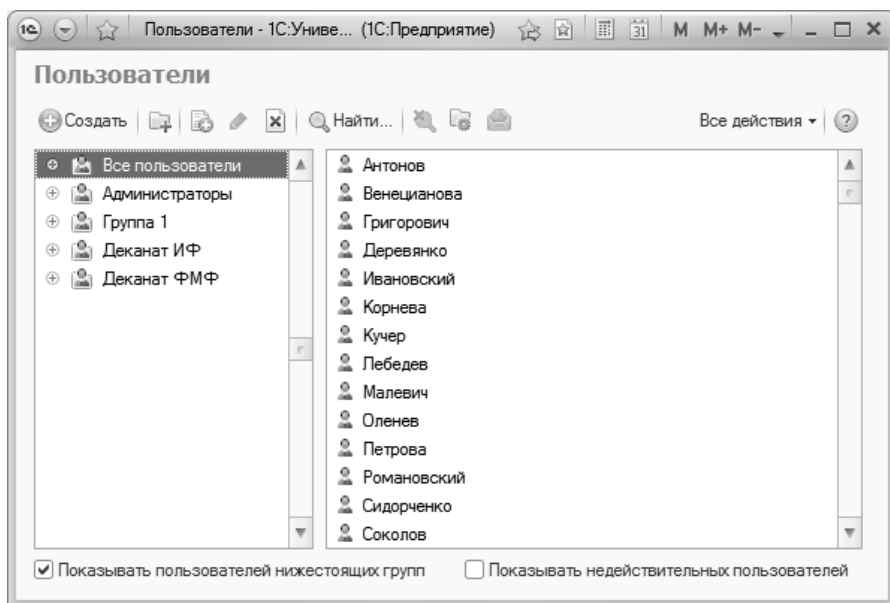 1С Пользователи - 1С:Униве... (1С:Предприятие) 31 M M+ M-
Пользователи
Создать Найти... Все действия ?
Все пользователи
Администраторы
Группа 1
Деканат ИФ
Деканат ФМФ
Антонов
Венецианова
Григорович
Деревянко
Ивановский
Корнева
Кучер
Лебедев
Малевич
Оленев
Петрова
Романовский
Сидорченко
Соколов
Показывать пользователей нижестоящих групп Показывать недействительных пользователей